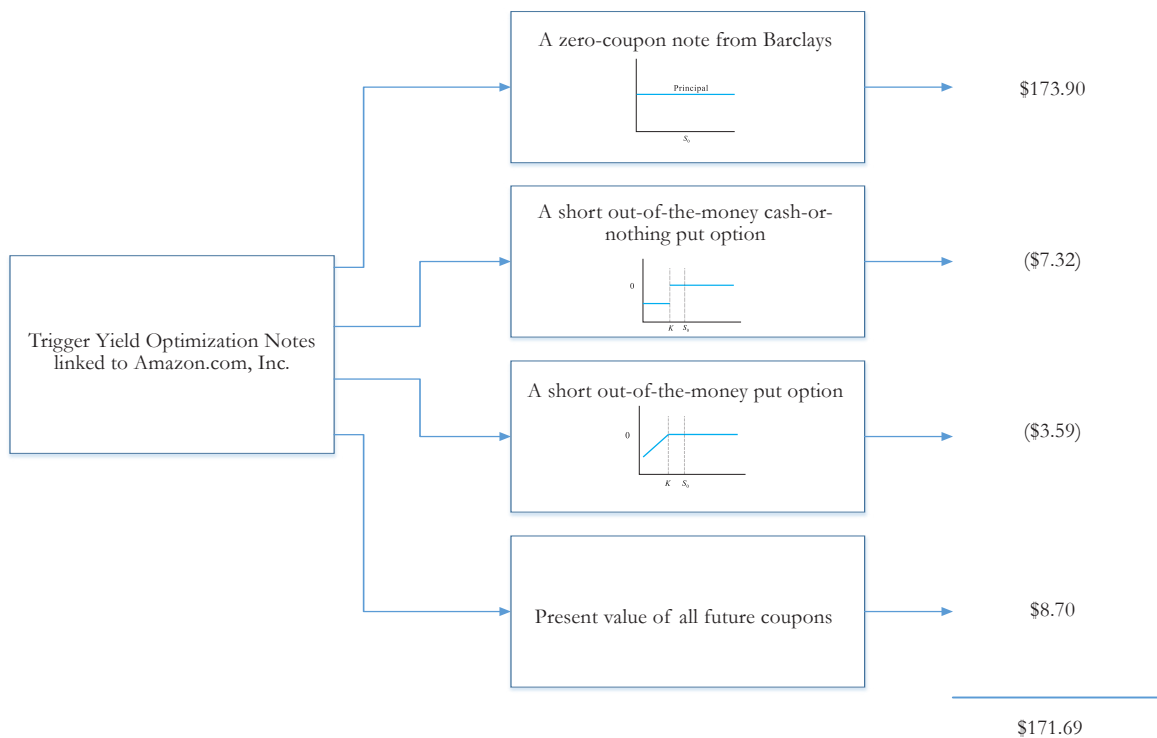 A zero-coupon note from Barclays
Principal
S₀
$173.90
A short out-of-the-money cash-or-
nothing put option
0
K S₀
($7.32)
Trigger Yield Optimization Notes
linked to Amazon.com, Inc.
A short out-of-the-money put option
0
K S₀
($3.59)
Present value of all future coupons
$8.70
$171.69